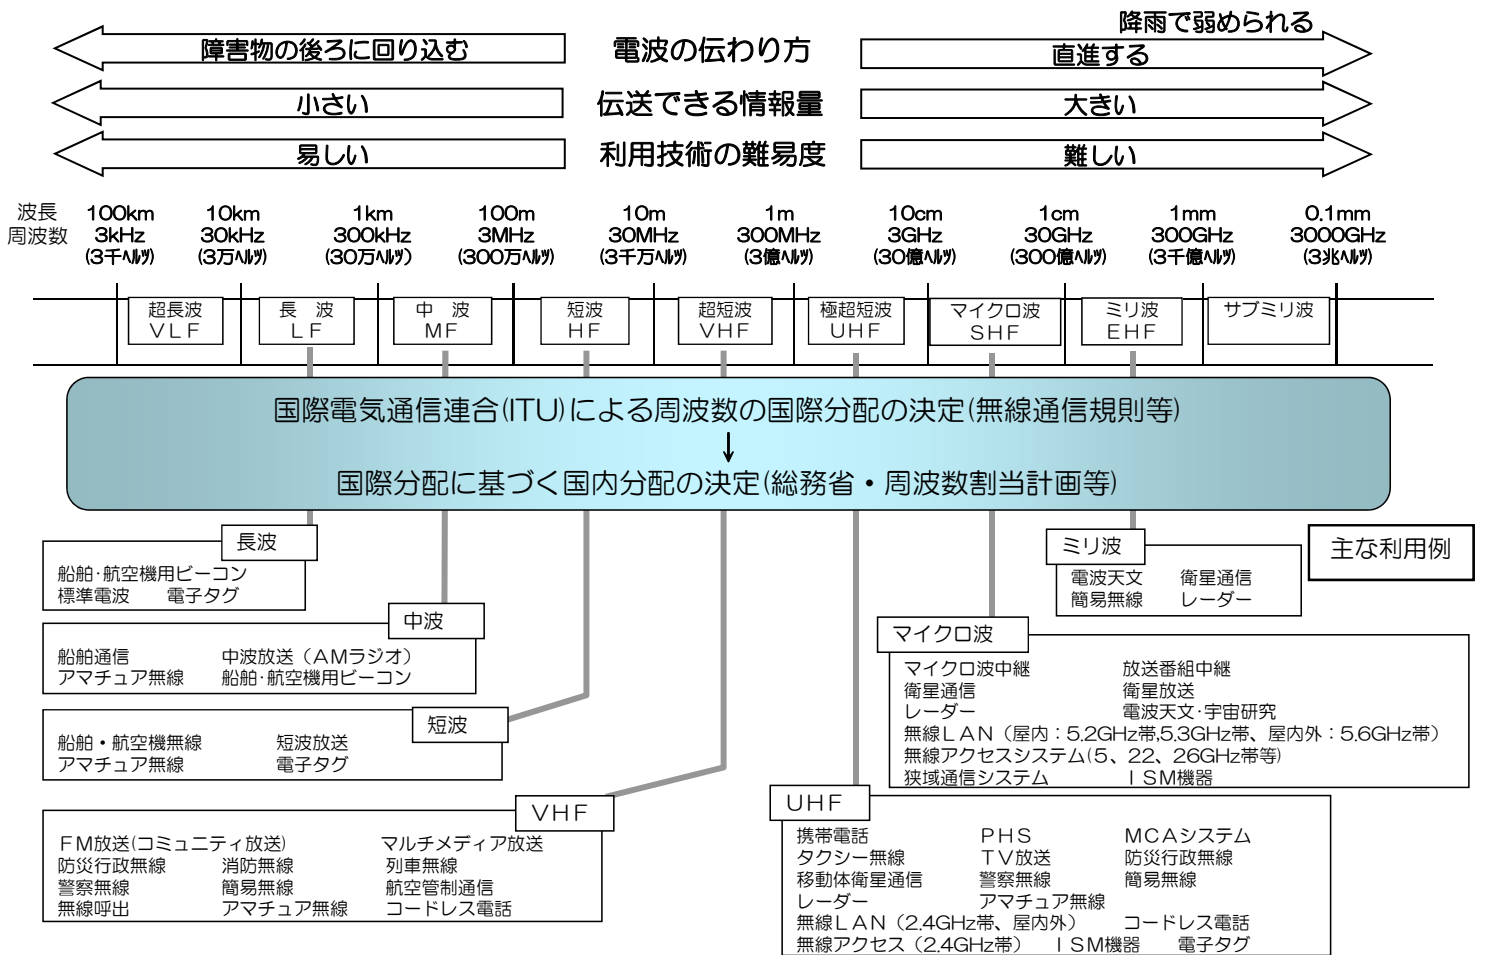 降雨で弱められる
障害物の後ろに回り込む 電波の伝わり方 直進する
小さい 伝送できる情報量 大きい
易しい 利用技術の難易度 難しい
波長 100km 10km 1km 100m 10m 1m 10cm 1cm 1mm 0.1mm
周波数 3kHz 30kHz 300kHz 3MHz 30MHz 300MHz 3GHz 30GHz 300GHz 3000GHz
(3千ヘルツ) (3万ヘルツ) (30万ヘルツ) (300万ヘルツ) (3千万ヘルツ) (3億ヘルツ) (30億ヘルツ) (300億ヘルツ) (3千億ヘルツ) (3兆ヘルツ)
超長波 長 波 中 波 短波 超短波 極超短波 マイクロ波 ミリ波 サブミリ波
VLF LF MF HF VHF UHF SHF EHF
国際電気通信連合(ITU)による周波数の国際分配の決定(無線通信規則等)
↓
国際分配に基づく国内分配の決定(総務省・周波数割当計画等)
長波
船舶・航空機用ビーコン
標準電波 電子タグ
中波
船舶通信 中波放送（AMラジオ）
アマチュア無線 船舶・航空機用ビーコン
短波
船舶・航空機無線 短波放送
アマチュア無線 電子タグ
VHF
FM放送(コミュニティ放送) マルチメディア放送
防災行政無線 消防無線 列車無線
警察無線 簡易無線 航空管制通信
無線呼出 アマチュア無線 コードレス電話
主な利用例
ミリ波
電波天文 衛星通信
簡易無線 レーダー
マイクロ波
マイクロ波中継 放送番組中継
衛星通信 衛星放送
レーダー 電波天文・宇宙研究
無線LAN（屋内：5.2GHz帯,5.3GHz帯、屋内外：5.6GHz帯）
無線アクセスシステム(5、22、26GHz帯等)
狭域通信システム ISM機器
UHF
携帯電話 PHS MCAシステム
タクシー無線 TV放送 防災行政無線
移動体衛星通信 警察無線 簡易無線
レーダー アマチュア無線
無線LAN（2.4GHz帯、屋内外） コードレス電話
無線アクセス（2.4GHz帯） ISM機器 電子タグ